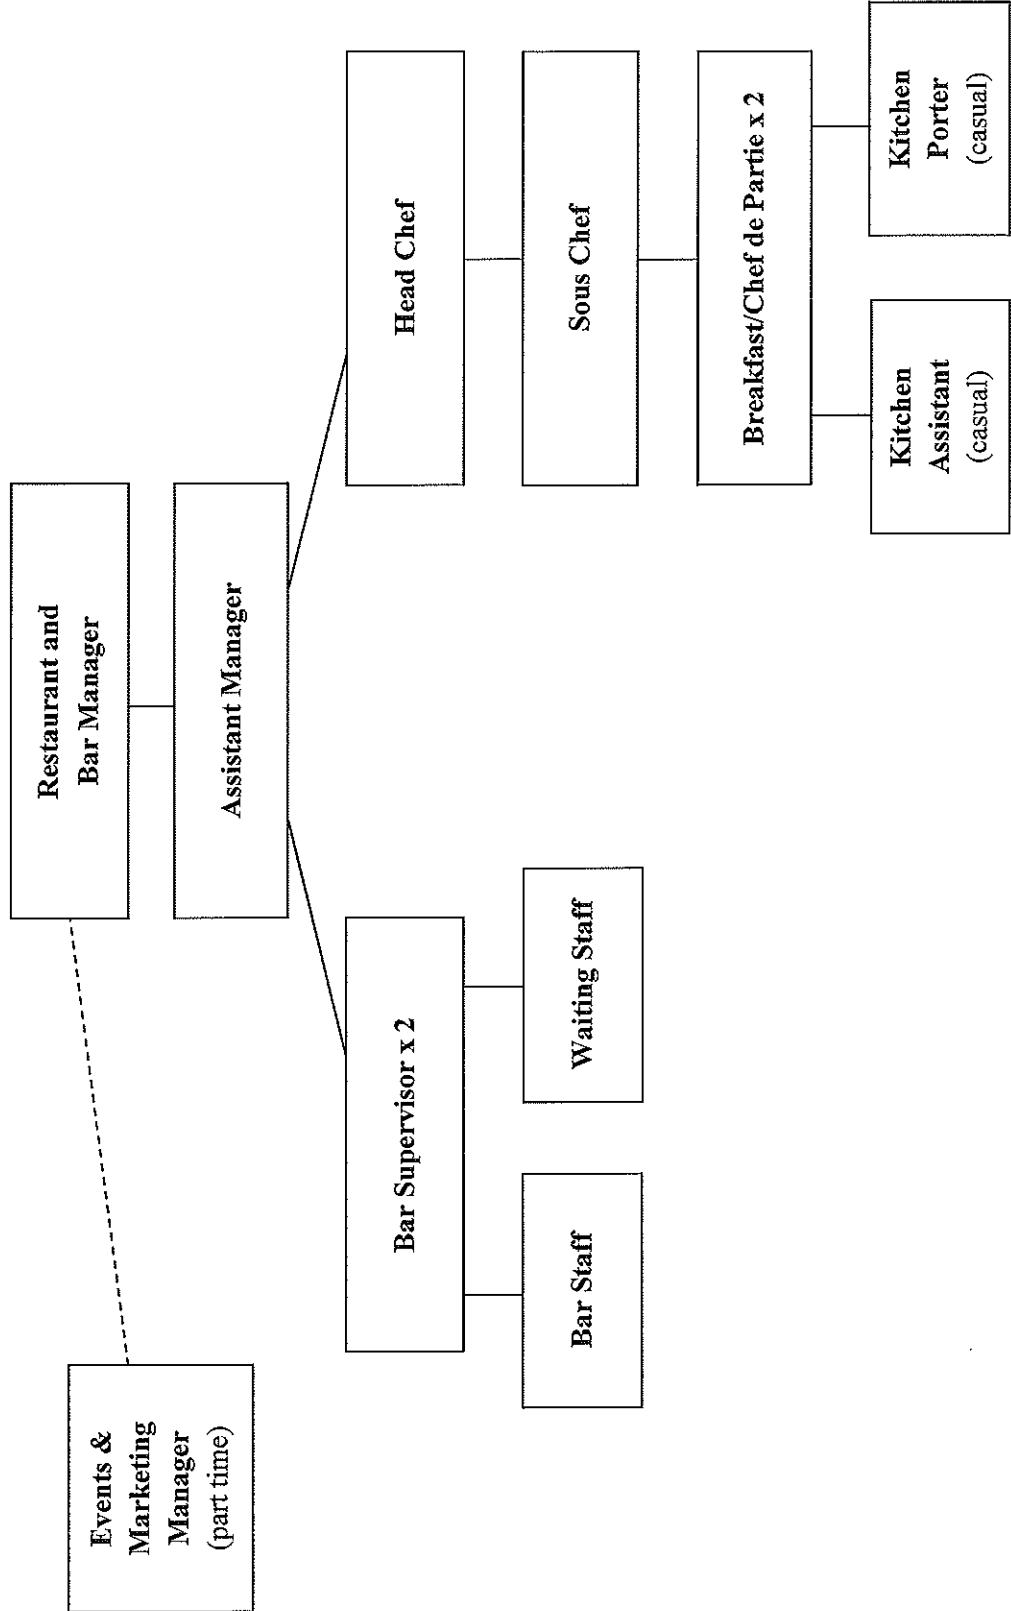 Restaurant and
Bar Manager
Events &
Marketing
Manager
(part time)
Assistant Manager
Bar Supervisor x 2
Head Chef
Bar Staff
Waiting Staff
Sous Chef
Breakfast/Chef de Partie x 2
Kitchen
Assistant
(casual)
Kitchen
Porter
(casual)